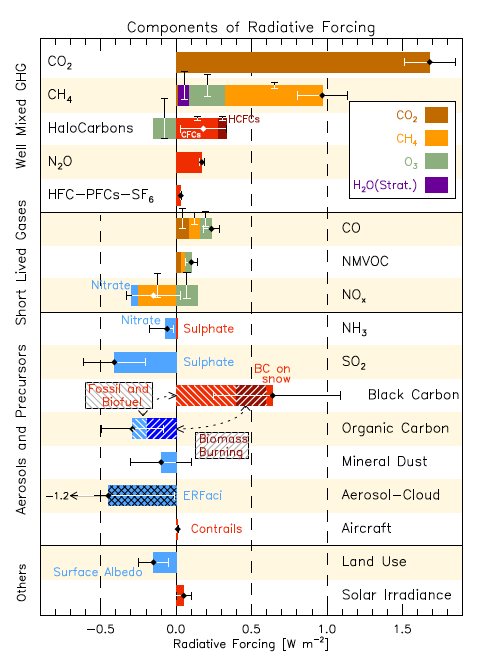 Components of Radiative Forcing
Well Mixed GHG
CO₂
CH₄
HaloCarbons
HCFCs
CFCs
N₂O
HFC−PFCs−SF₆
CO₂
CH₄
O₃
H₂O(Strat.)
Short Lived Gases
CO
NMVOC
Nitrate
NOₓ
Aerosols and Precursors
Nitrate
Sulphate
NH₃
Sulphate
SO₂
BC on
snow
Fossil and
Biofuel
Black Carbon
Organic Carbon
Biomass
Burning
Mineral Dust
−1.2
ERFaci
Aerosol−Cloud
Contrails
Aircraft
Others
Land Use
Surface Albedo
Solar Irradiance
−0.5 0.0 0.5 1.0 1.5
Radiative Forcing [W m⁻²]